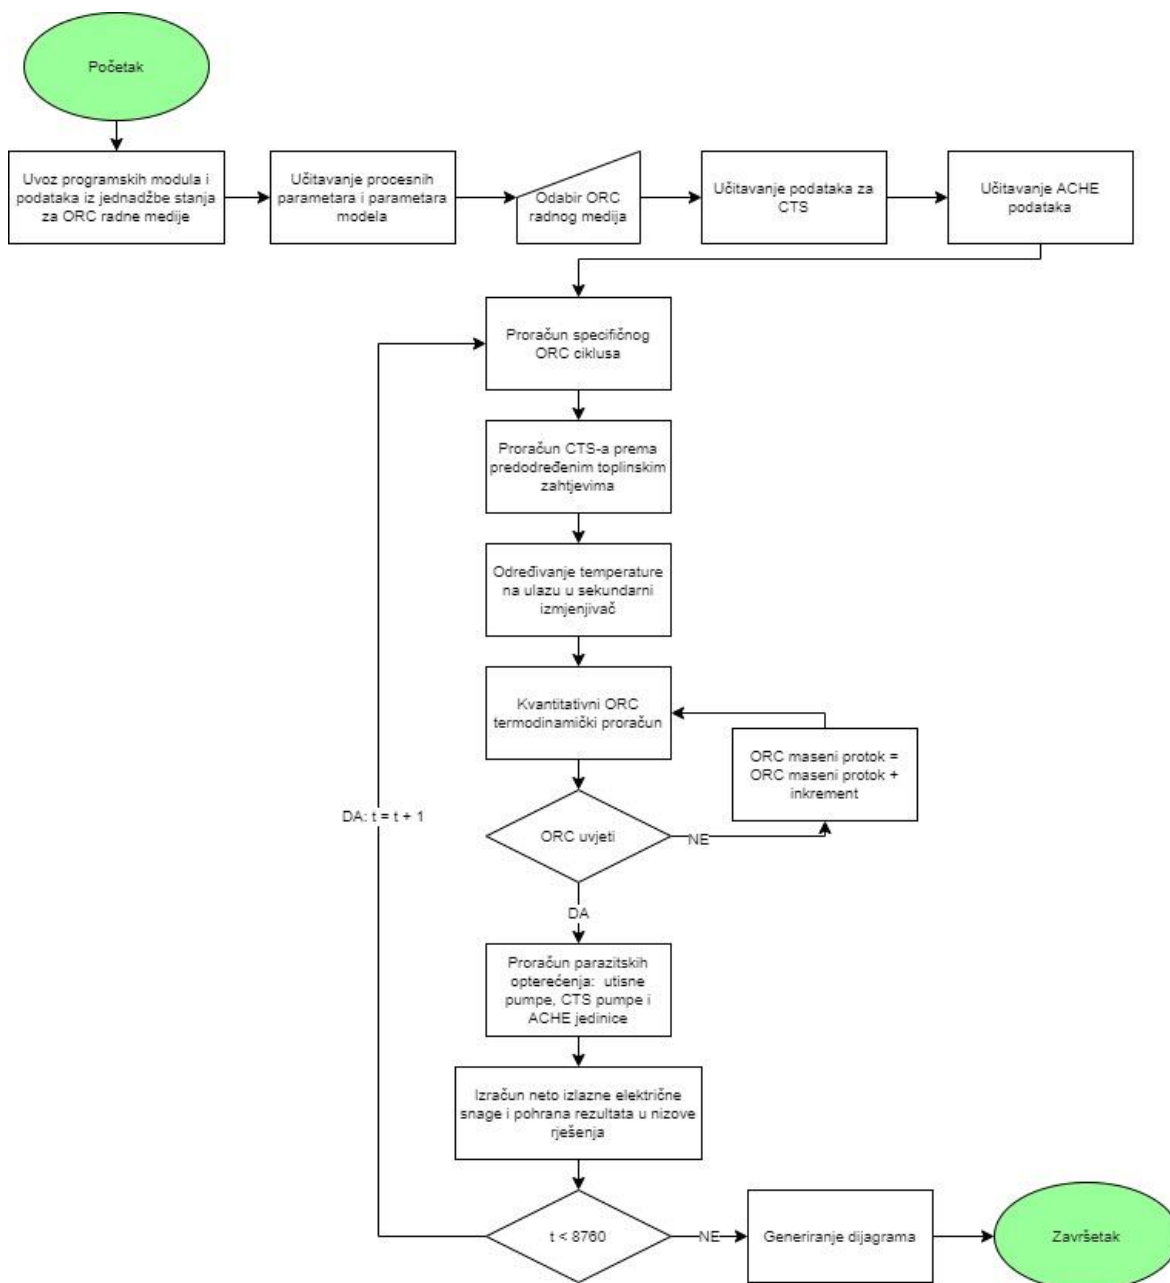 Početak
Uvoz programskih modula i
podataka iz jednadžbe stanja
za ORC radne medije
Učitavanje procesnih
parametara i parametara
modela
Odabir ORC
radnog medija
Učitavanje podataka za
CTS
Učitavanje ACHE
podataka
Proračun specifičnog
ORC ciklusa
Proračun CTS-a prema
predodređenim toplinskim
zahtjevima
Određivanje temperature
na ulazu u sekundarni
izmjenjivač
Kvantitativni ORC
termodinamički proračun
ORC maseni protok =
ORC maseni protok +
inkrement
DA: t = t + 1
ORC uvjeti
NE
DA
Proračun parazitskih
opterećenja: utisne
pumpe, CTS pumpe i
ACHE jedinice
Izračun neto izlazne električne
snage i pohrana rezultata u nizove
rješenja
t < 8760
NE
Generiranje dijagrama
Završetak